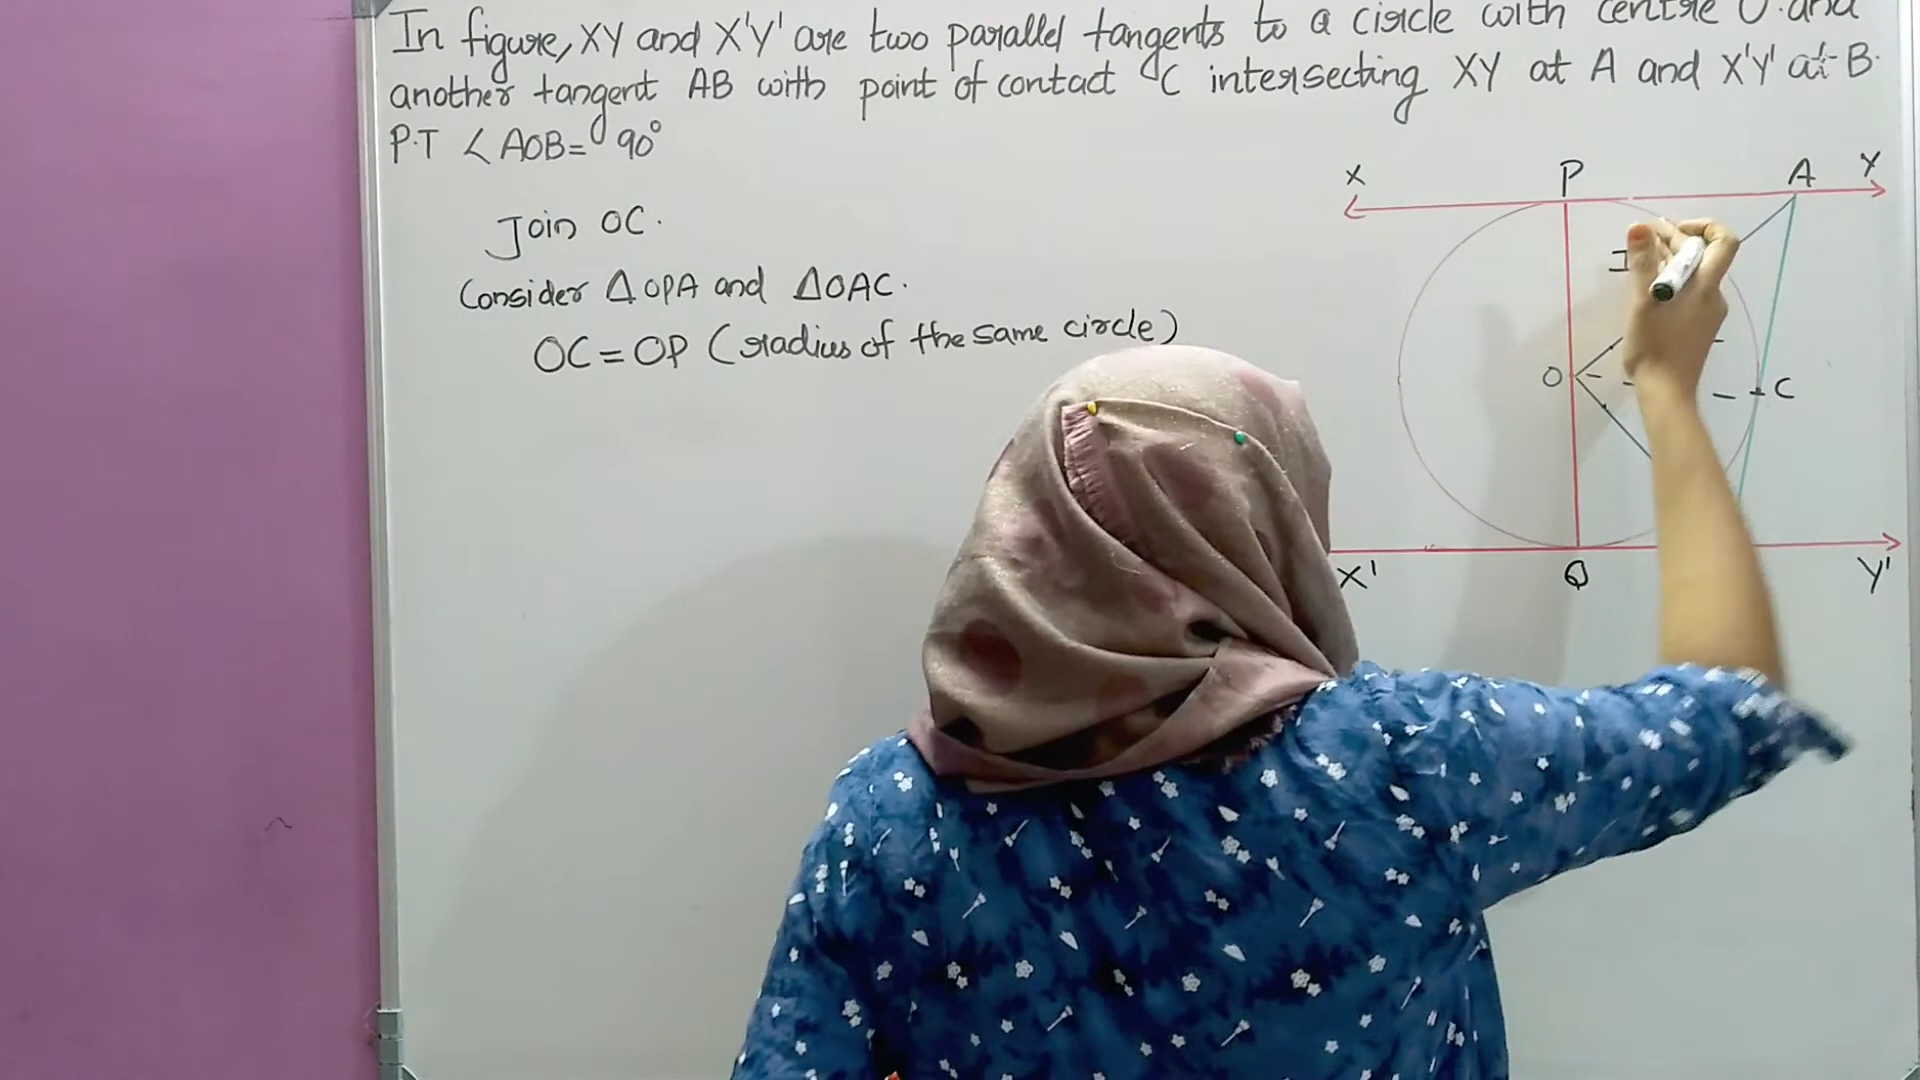 In figure, XY and X'Y' are two parallel tangents to a circle with centre O. and
another tangent AB with point of contact C intersecting XY at A and X'Y' at B.
P.T ∠AOB= 90°
Join OC.
Consider ΔOPA and ΔOAC.
OC = OP (radius of the same circle)
X P A Y
I
O C
X' Q Y'